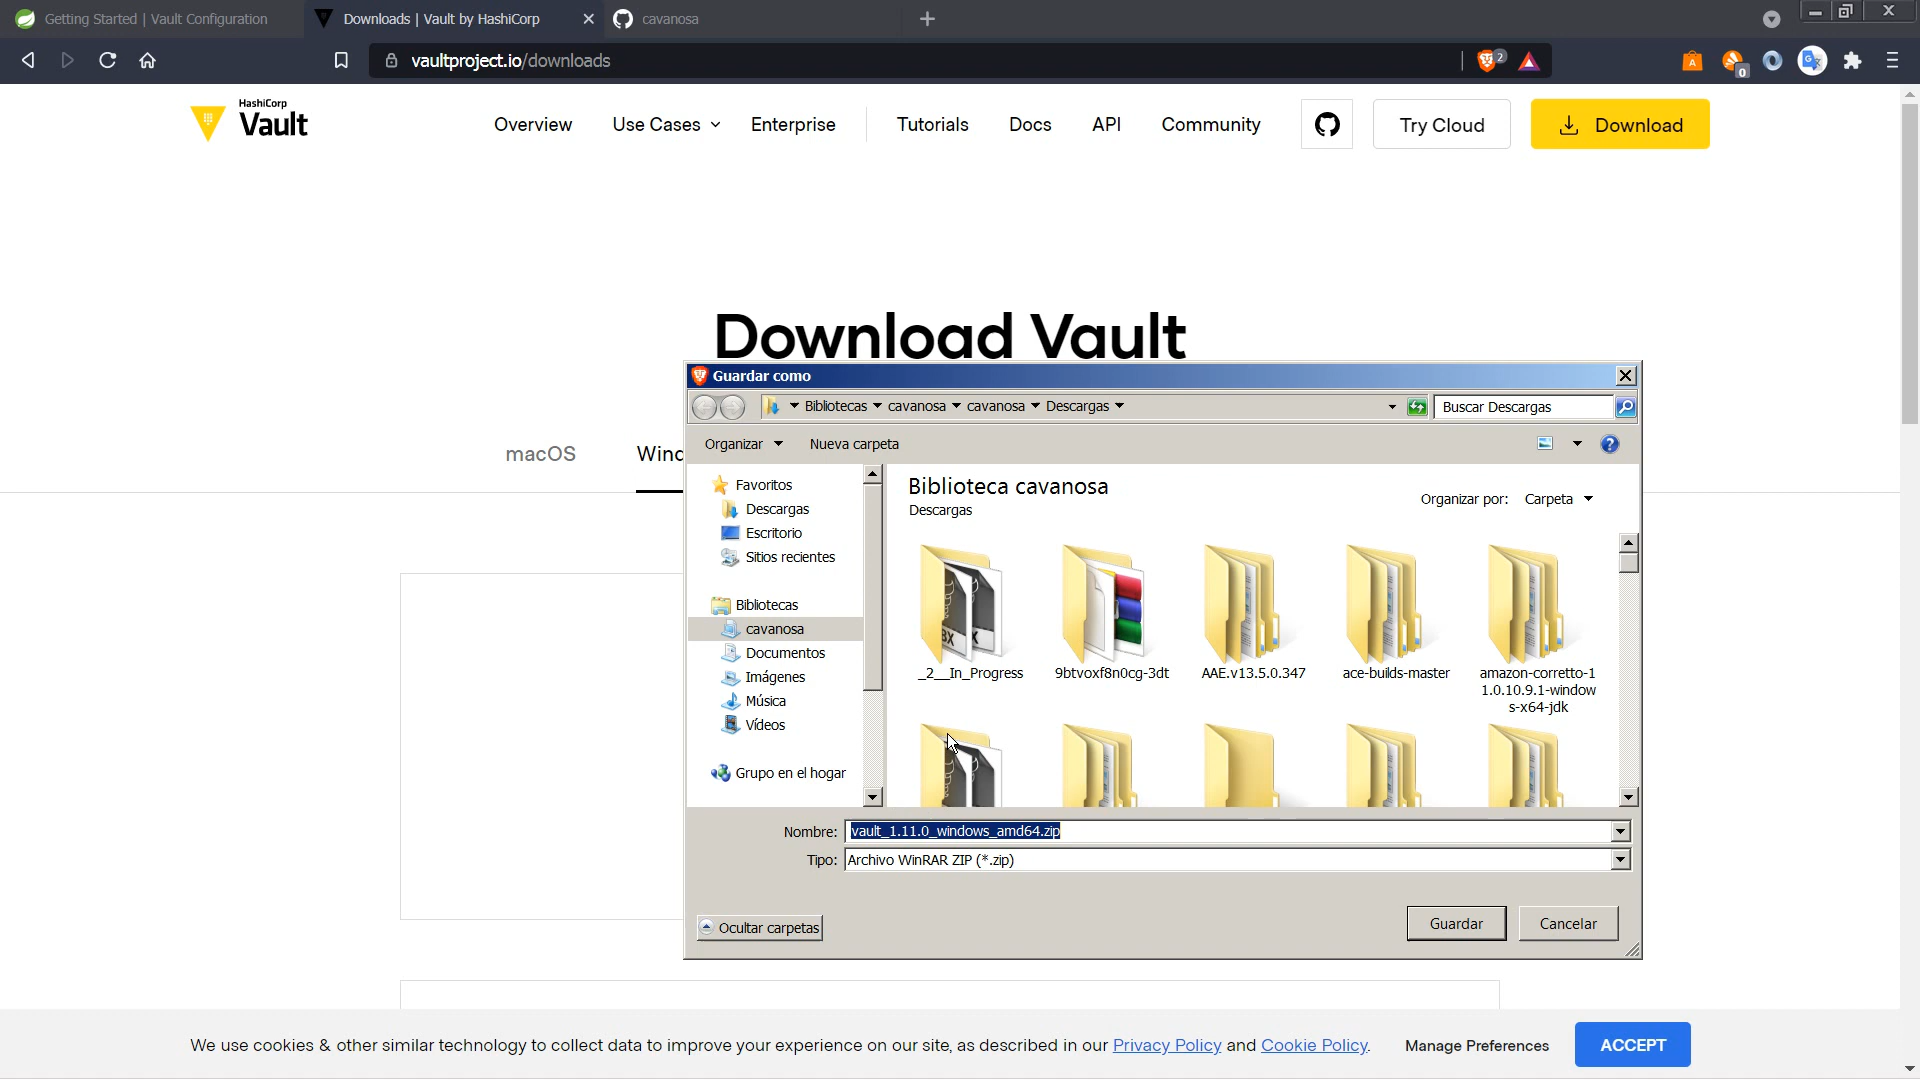 Getting Started | Vault Configuration
Downloads | Vault by HashiCorp
cavanosa
vaultproject.io/downloads
2
A
0
G
HashiCorp
Vault
Overview
Use Cases
Enterprise
Tutorials
Docs
API
Community
Try Cloud
Download
Download Vault
macOS
Wind
Guardar como
Bibliotecas
cavanosa
cavanosa
Descargas
Buscar Descargas
Organizar
Nueva carpeta
Favoritos
Descargas
Escritorio
Sitios recientes
Bibliotecas
cavanosa
Documentos
Imágenes
Música
Vídeos
Grupo en el hogar
Biblioteca cavanosa
Descargas
Organizar por: Carpeta
_2__In_Progress
9btvoxf8n0cg-3dt
AAE.v13.5.0.347
ace-builds-master
amazon-corretto-1
1.0.10.9.1-window
s-x64-jdk
Nombre: vault_1.11.0_windows_amd64.zip
Tipo: Archivo WinRAR ZIP (*.zip)
Ocultar carpetas
Guardar
Cancelar
We use cookies & other similar technology to collect data to improve your experience on our site, as described in our Privacy Policy and Cookie Policy.
Manage Preferences
ACCEPT